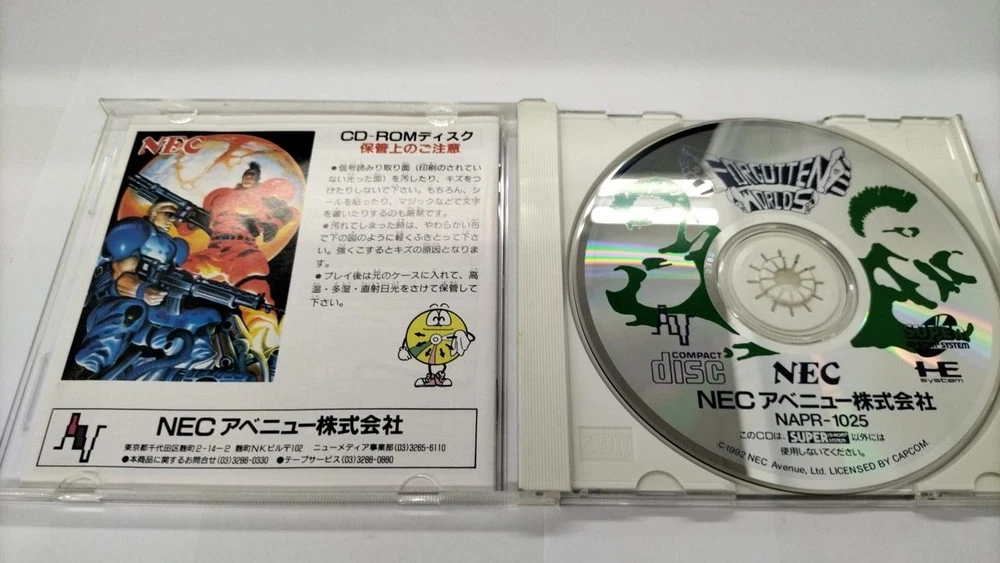 NEC
CD-ROMディスク
保管上のご注意
●信号読み取り面(印刷のされてい
ない光った面)を汚したり、キズをつ
けたりしないで下さい。もちろん、シ
ールを貼ったり、マジックなどで文字
を書いたりするのも厳禁です。
●汚れてしまった時は、やわらかい布
で下の図のように軽くふきとって下さ
い。強くこするとキズの原因となりま
す。
●プレイ後は元のケースに入れて、高
温・多湿・直射日光をさけて保管して
下さい。
NECアベニュー株式会社
東京都千代田区麹町2-14-2 麹町NKビル〒102 ニューメディア事業部(03)3265-6110
●本商品に関するお問合せ(03)3288-0330 ●テープサービス(03)3288-0880
FORGOTTEN
WORLDS
SUPER
SYSTEM
COMPACT
disc
NEC
HE
system
NECアベニュー株式会社
NAPR-1025
このCDは、SUPER CD-ROM SYSTEM 以外には
使用しないでください。
©1992 NEC Avenue, Ltd. LICENSED BY CAPCOM.